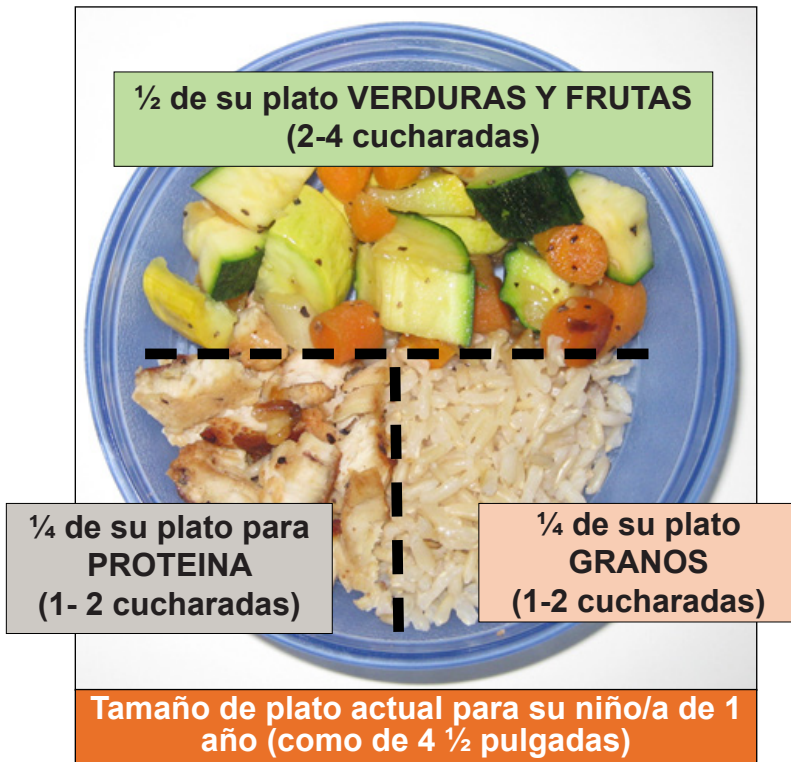 ½ de su plato VERDURAS Y FRUTAS
(2-4 cucharadas)
¼ de su plato para
PROTEINA
(1- 2 cucharadas)
¼ de su plato
GRANOS
(1-2 cucharadas)
Tamaño de plato actual para su niño/a de 1
año (como de 4 ½ pulgadas)